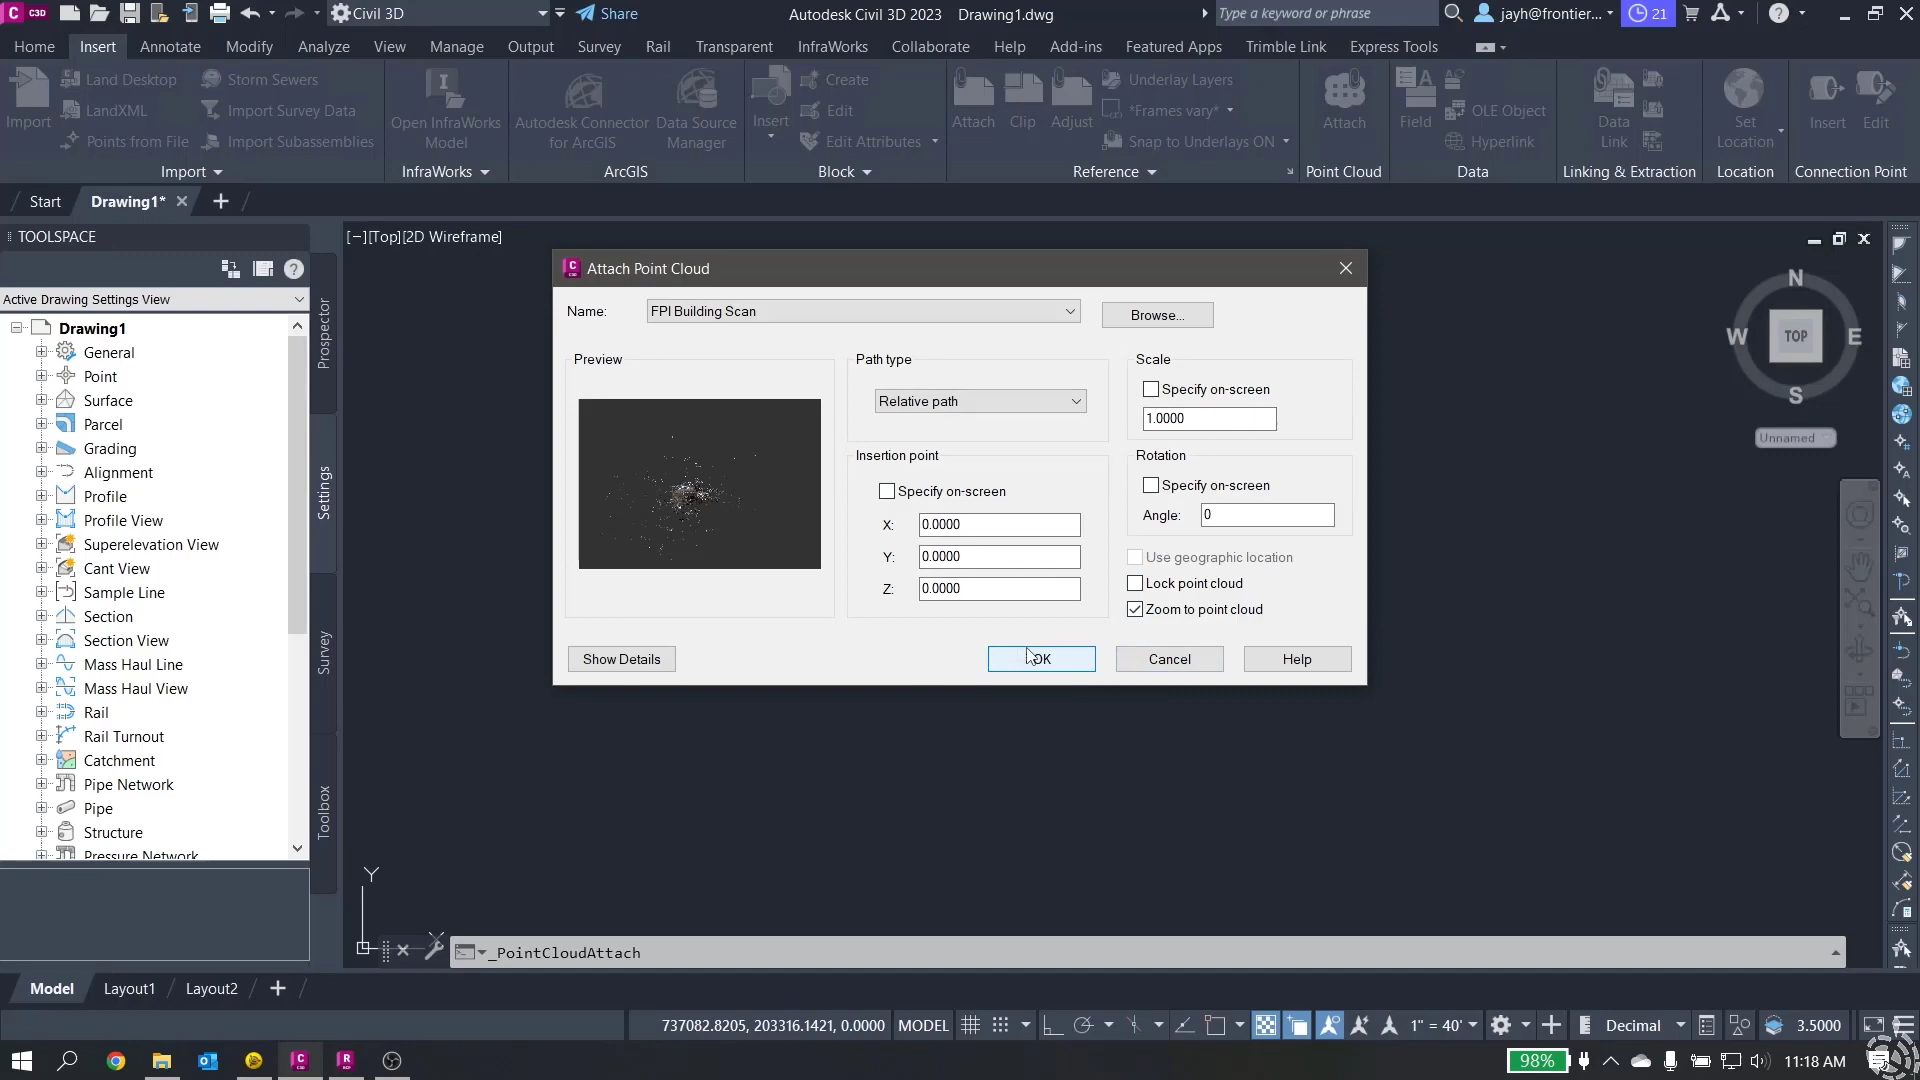 C C3D Civil 3D Share Autodesk Civil 3D 2023 Drawing1.dwg Type a keyword or phrase jayh@frontier... 21
Home Insert Annotate Modify Analyze View Manage Output Survey Rail Transparent InfraWorks Collaborate Help Add-ins Featured Apps Trimble Link Express Tools
Import
Land Desktop
LandXML
Points from File
Storm Sewers
Import Survey Data
Import Subassemblies
Import
Open InfraWorks
Model
InfraWorks
Autodesk Connector
for ArcGIS
Data Source
Manager
ArcGIS
Insert
Create
Edit
Edit Attributes
Block
Attach
Clip
Adjust
Underlay Layers
*Frames vary*
Snap to Underlays ON
Reference
Attach
Point Cloud
Field
OLE Object
Hyperlink
Data
Data
Link
Linking & Extraction
Set
Location
Location
Insert
Edit
Connection Point
Start Drawing1*
TOOLSPACE
Active Drawing Settings View
Drawing1
General
Point
Surface
Parcel
Grading
Alignment
Profile
Profile View
Superelevation View
Cant View
Sample Line
Section
Section View
Mass Haul Line
Mass Haul View
Rail
Rail Turnout
Catchment
Pipe Network
Pipe
Structure
Pressure Network
Prospector
Settings
Survey
Toolbox
[−][Top][2D Wireframe]
Attach Point Cloud
Name: FPI Building Scan Browse...
Preview
Path type
Relative path
Insertion point
Specify on-screen
X: 0.0000
Y: 0.0000
Z: 0.0000
Scale
Specify on-screen
1.0000
Rotation
Specify on-screen
Angle: 0
Use geographic location
Lock point cloud
Zoom to point cloud
Show Details OK Cancel Help
N
W TOP E
S
Unnamed
Y
X
_PointCloudAttach
Model Layout1 Layout2
737082.8205, 203316.1421, 0.0000 MODEL 1" = 40' Decimal 3.5000
98% 11:18 AM